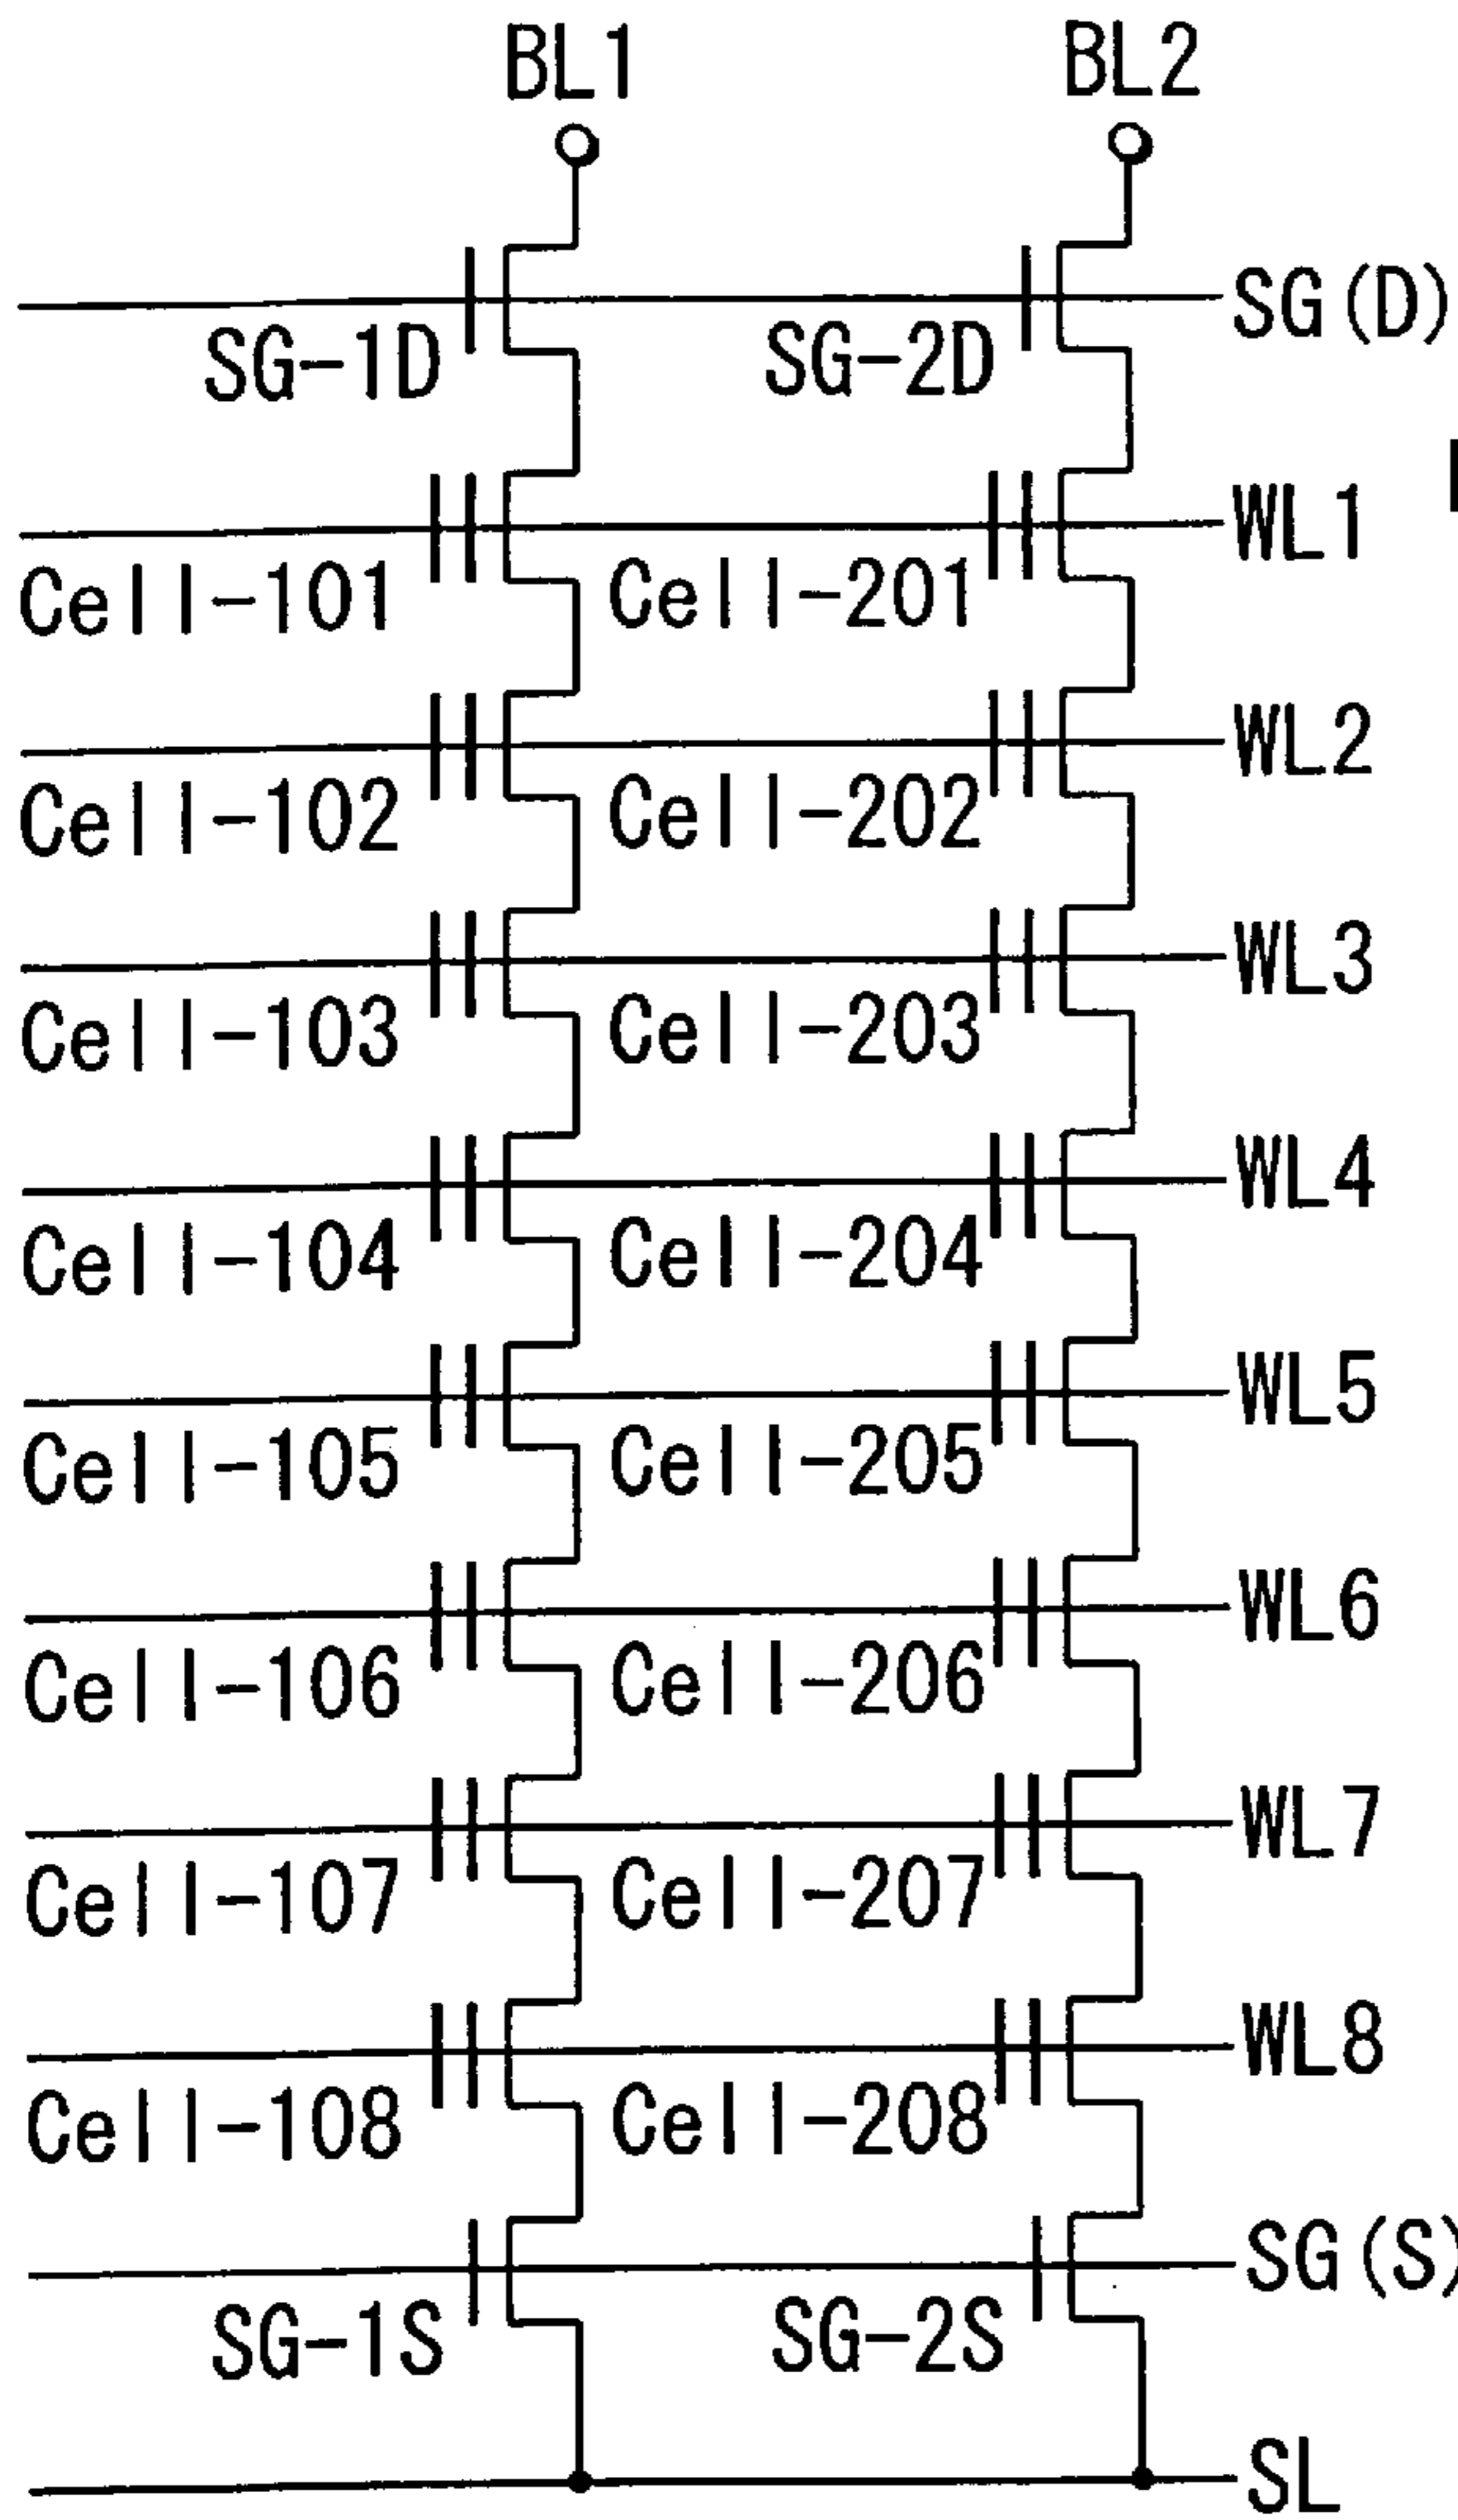 BL1 BL2
SG(D)
SG-1D SG-2D
WL1
Cell-101 Cell-201
WL2
Cell-102 Cell-202
WL3
Cell-103 Cell-203
WL4
Cell-104 Cell-204
WL5
Cell-105 Cell-205
WL6
Cell-106 Cell-206
WL7
Cell-107 Cell-207
WL8
Cell-108 Cell-208
SG(S)
SG-1S SG-2S
SL